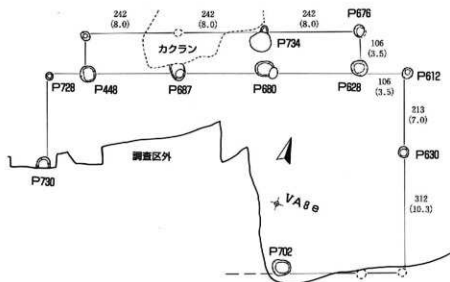 242
(8.0)
242
(8.0)
242
(8.0)
P676
カクラン
P734
106
(3.5)
P728
P448
P687
P680
P628
106
(3.5)
P612
213
(7.0)
P730
調査区外
P630
VA8e
312
(10.3)
P702